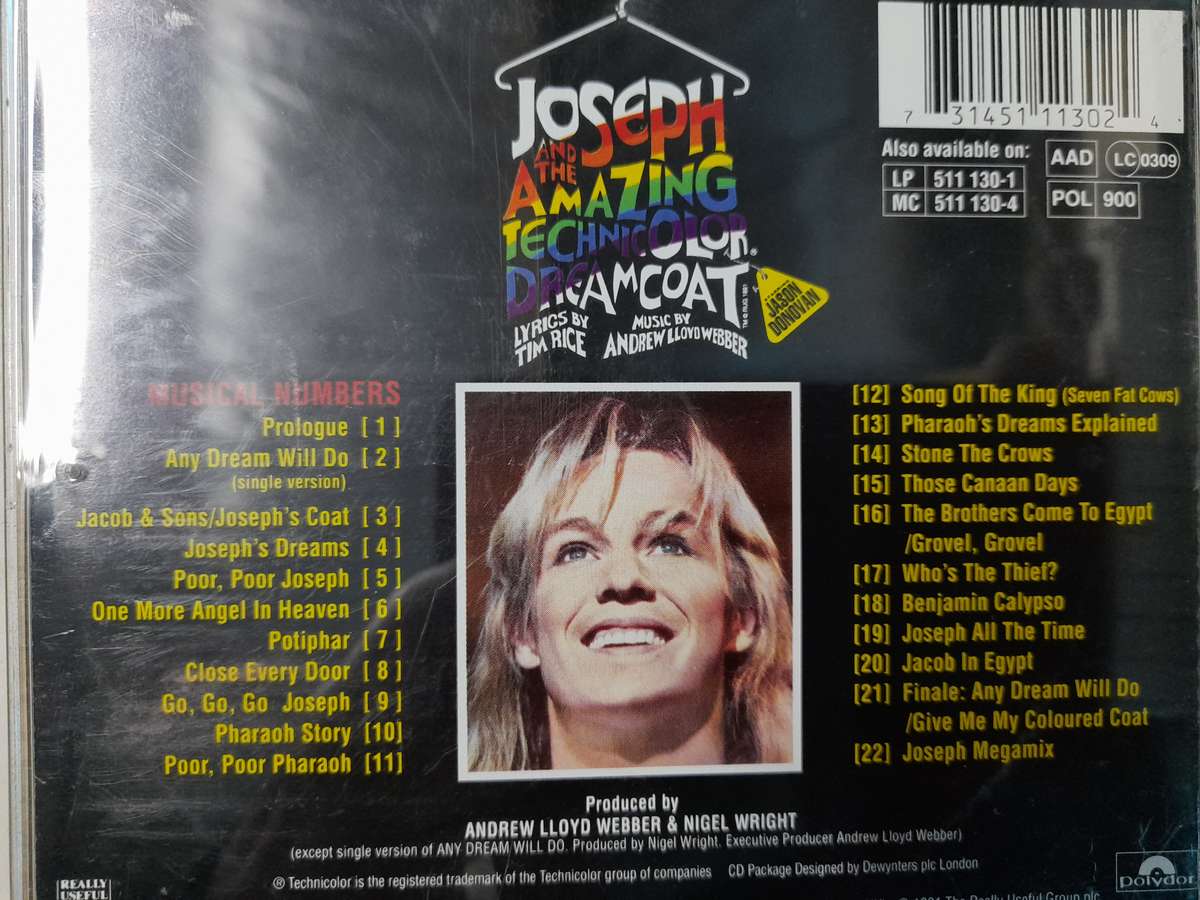 JOSEPH
AND THE
AMAZING
TECHNICOLOR®
DREAMCOAT
JASON
DONOVAN
LYRICS BY
TIM RICE
MUSIC BY
ANDREW LLOYD WEBBER
7 31451 11302 4
Also available on:
LP 511 130-1
MC 511 130-4
AAD
LC 0309
POL 900
MUSICAL NUMBERS
Prologue [ 1 ]
Any Dream Will Do [ 2 ]
(single version)
Jacob & Sons/Joseph's Coat [ 3 ]
Joseph's Dreams [ 4 ]
Poor, Poor Joseph [ 5 ]
One More Angel In Heaven [ 6 ]
Potiphar [ 7 ]
Close Every Door [ 8 ]
Go, Go, Go Joseph [ 9 ]
Pharaoh Story [10]
Poor, Poor Pharaoh [11]
[12] Song Of The King (Seven Fat Cows)
[13] Pharaoh's Dreams Explained
[14] Stone The Crows
[15] Those Canaan Days
[16] The Brothers Come To Egypt
/Grovel, Grovel
[17] Who's The Thief?
[18] Benjamin Calypso
[19] Joseph All The Time
[20] Jacob In Egypt
[21] Finale: Any Dream Will Do
/Give Me My Coloured Coat
[22] Joseph Megamix
Produced by
ANDREW LLOYD WEBBER & NIGEL WRIGHT
(except single version of ANY DREAM WILL DO. Produced by Nigel Wright. Executive Producer Andrew Lloyd Webber)
® Technicolor is the registered trademark of the Technicolor group of companies CD Package Designed by Dewynters plc London
REALLY
USEFUL
polydor
1991 The Really Useful Group plc